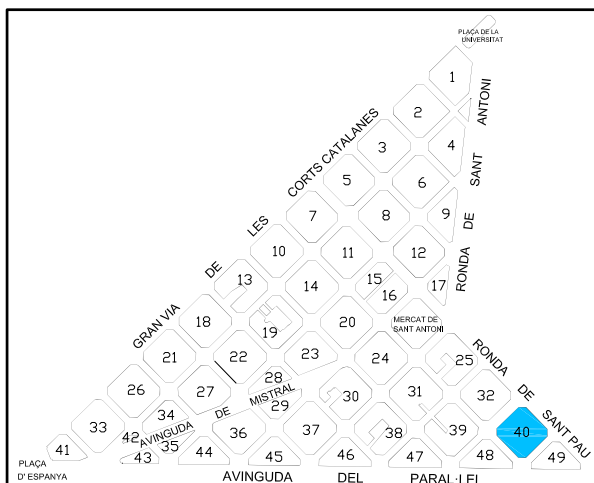 PLAÇA DE LA
UNIVERSITAT
1
2
ANTONI
3
4
CORTS CATALANES
5
6
SANT
7
8
9
DE
LES
10
11
12
RONDA
DE
13
14
15
16
17
GRAN VIA
18
19
20
MERCAT DE
SANT ANTONI
21
22
23
24
25
RONDA
26
27
28
MISTRAL
29
30
31
32
DE
SANT PAU
33
34
DE
AVINGUDA
35
36
37
38
39
40
41
42
43
44
45
46
47
48
49
PLAÇA
D' ESPANYA
AVINGUDA DEL PARAL·LEL